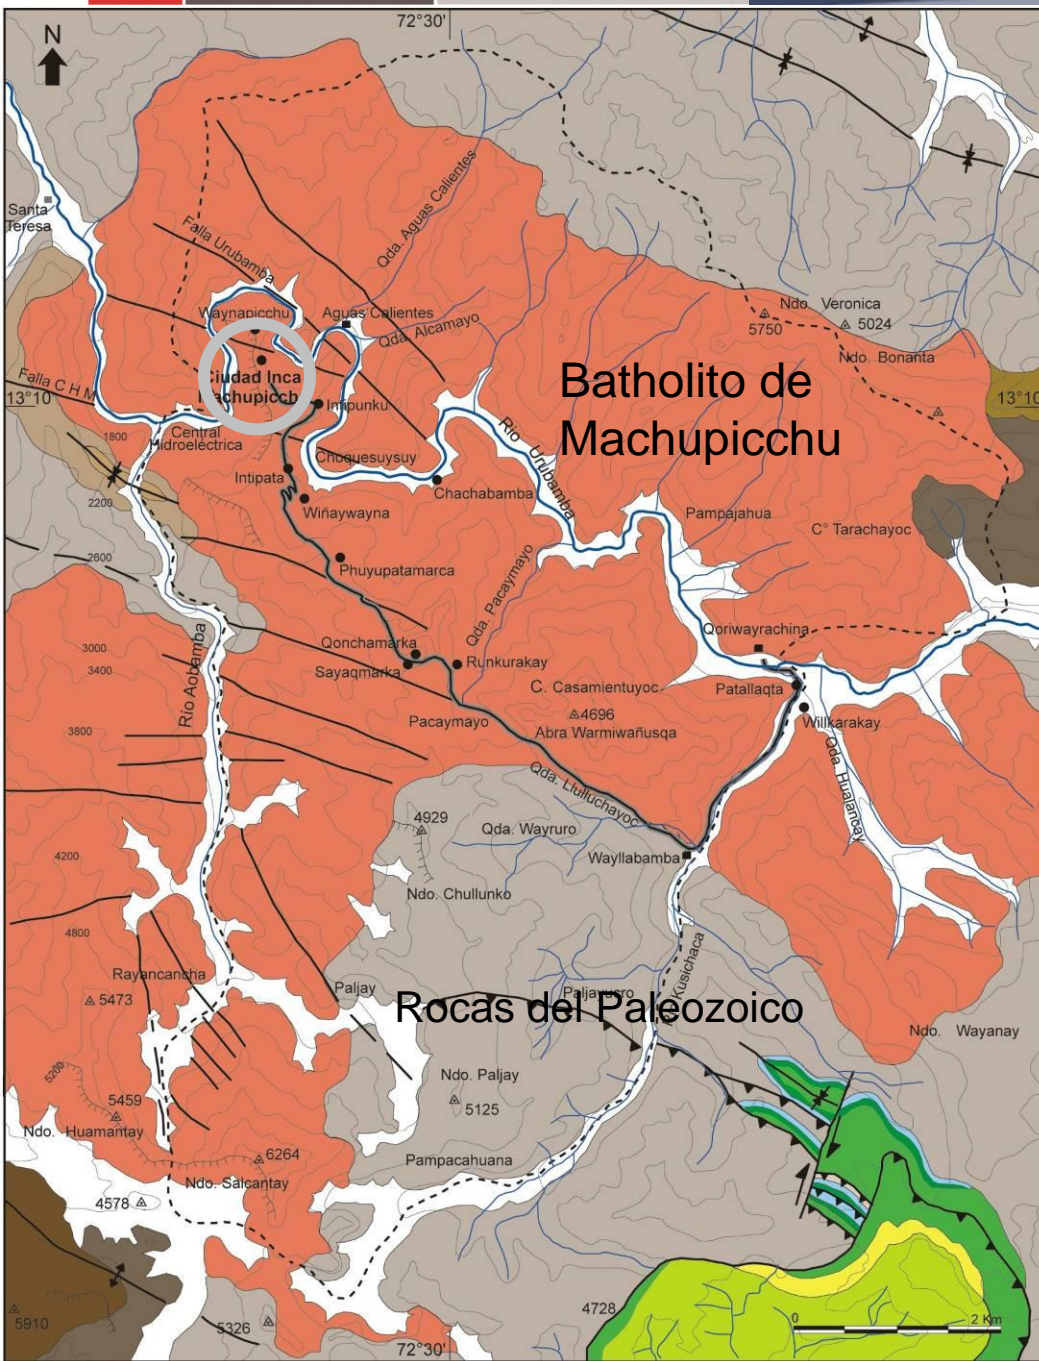 72°30'
N
Santa
Teresa
Falla Urubamba
Qda. Aguas Calientes
Waynapicchu
Aguas Calientes
Qda. Alcamayo
Ndo. Veronica
5750
5024
Ndo. Bonanta
Batholito de
Machupicchu
Ciudad Inca
Falla C H M
13°10'
13°10'
Intipunku
1800
Central
Hidroeléctrica
Choquesuysuy
Río Urubamba
Intipata
Chachabamba
2200
Wiñaywayna
Pampajahua
C° Tarachayoc
2600
Phuyupatamarca
Qda. Pacaymayo
Río Aobamba
Qoriwayrachina
3000
Qonchamarka
3400
Sayaqmarka
Runkurakay
C. Casamientuyoc
Patallaqta
Willkarakay
3800
Pacaymayo
4696
Abra Warmiwañusqa
Qda. Llulluchayoc
Qda. Hualancay
4929
Qda. Wayruro
4200
Wayllabamba
Ndo. Chullunko
4800
Kusichaca
Rayancancha
Paljay
5473
Paljayusro
Rocas del Paleozoico
Ndo. Wayanay
5200
Ndo. Paljay
5459
5125
Ndo. Huamantay
6264
Pampacahuana
Ndo. Salcantay
4578
4728
5910
5326
0
2 Km
72°30'